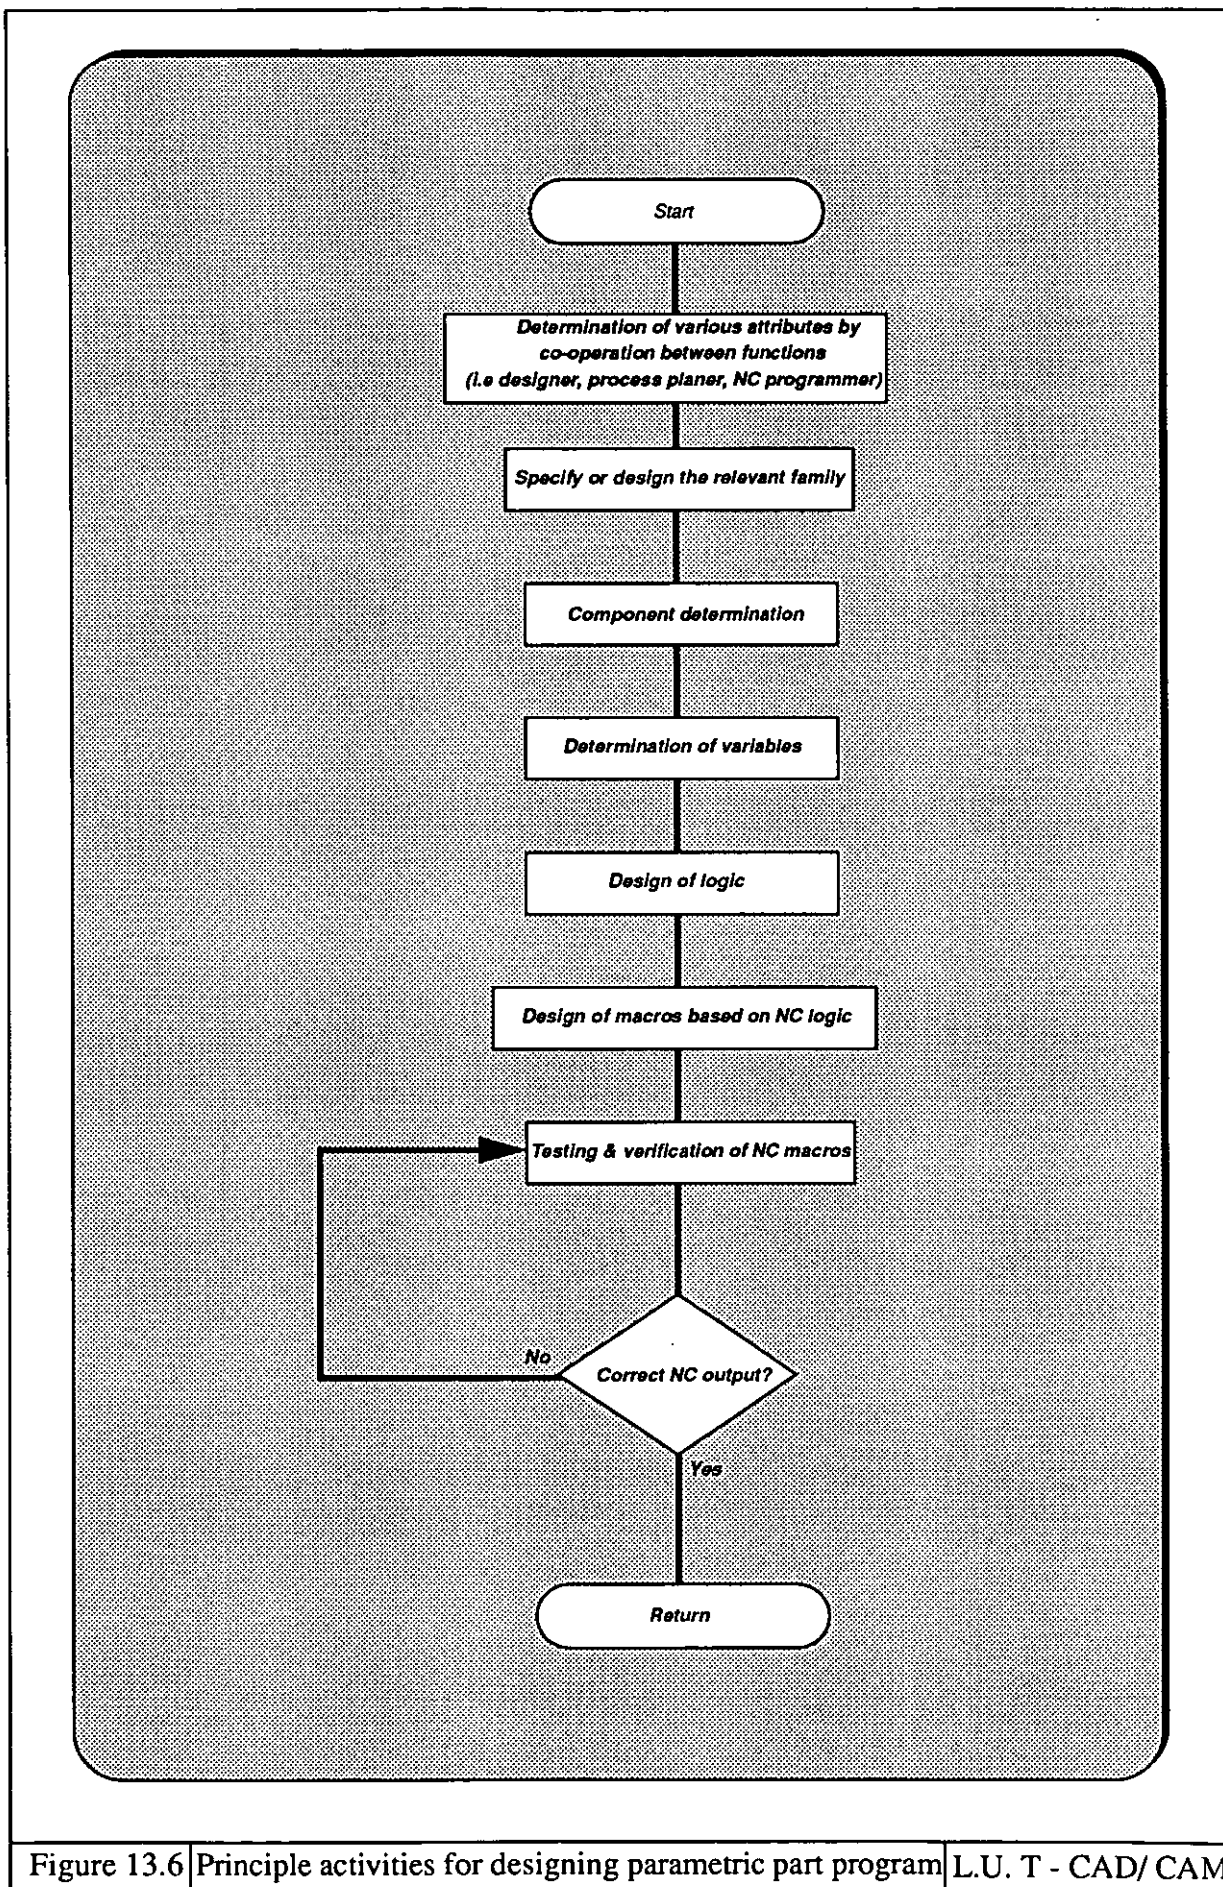 Start
Determination of various attributes by
co-operation between functions
(i.e designer, process planer, NC programmer)
Specify or design the relevant family
Component determination
Determination of variables
Design of logic
Design of macros based on NC logic
Testing & verification of NC macros
No
Correct NC output?
Yes
Return
Figure 13.6 Principle activities for designing parametric part program L.U. T - CAD/ CAM